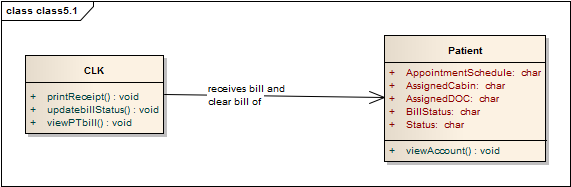 class class5.1
CLK
+ printReceipt() : void
+ updatebillStatus() : void
+ viewPTbill() : void
receives bill and
clear bill of
Patient
+ AppointmentSchedule: char
+ AssignedCabin: char
+ AssignedDOC: char
+ BillStatus: char
+ Status: char
+ viewAccount() : void